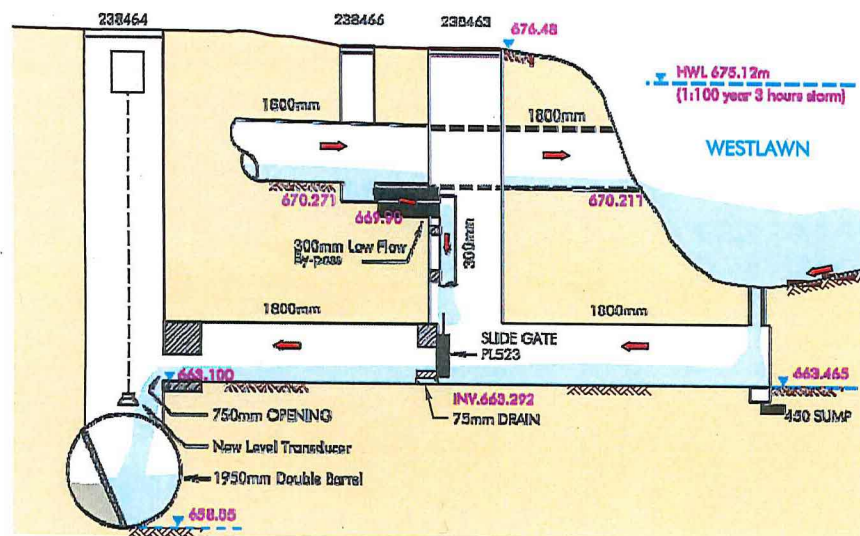 238464
238466
238463
676.48
HWL 675.12m
(1:100 year 3 hours storm)
1800mm
1800mm
WESTLAWN
670.271
670.211
669.90
300mm Low Flow
By-pass
300mm
1800mm
1800mm
SLIDE GATE
PL523
663.100
663.465
INV.663.292
750mm OPENING
75mm DRAIN
450 SUMP
New Level Transducer
1950mm Double Barrel
658.05